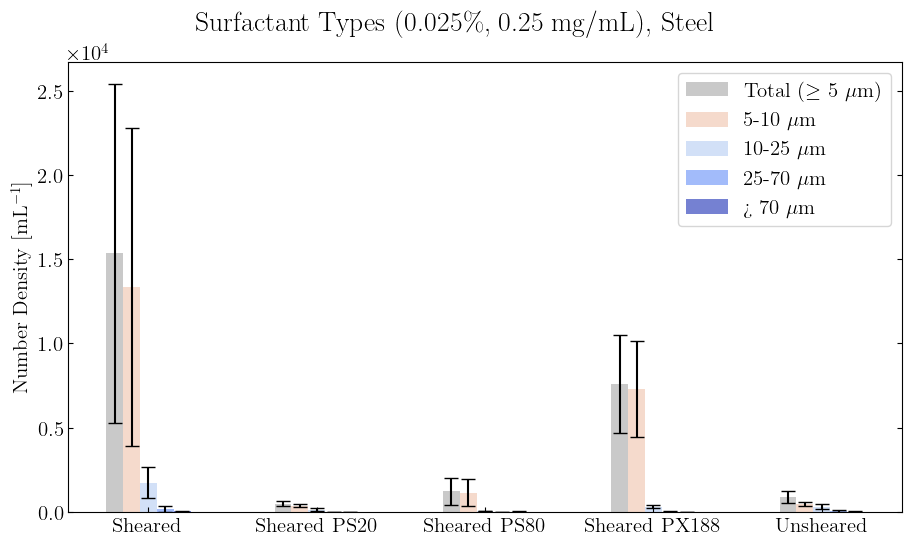 Surfactant Types (0.025%, 0.25 mg/mL), Steel
×10⁴
2.5
2.0
1.5
1.0
0.5
0.0
Number Density [mL⁻¹]
Total (≥ 5 μm)
5-10 μm
10-25 μm
25-70 μm
¿ 70 μm
Sheared
Sheared PS20
Sheared PS80
Sheared PX188
Unsheared